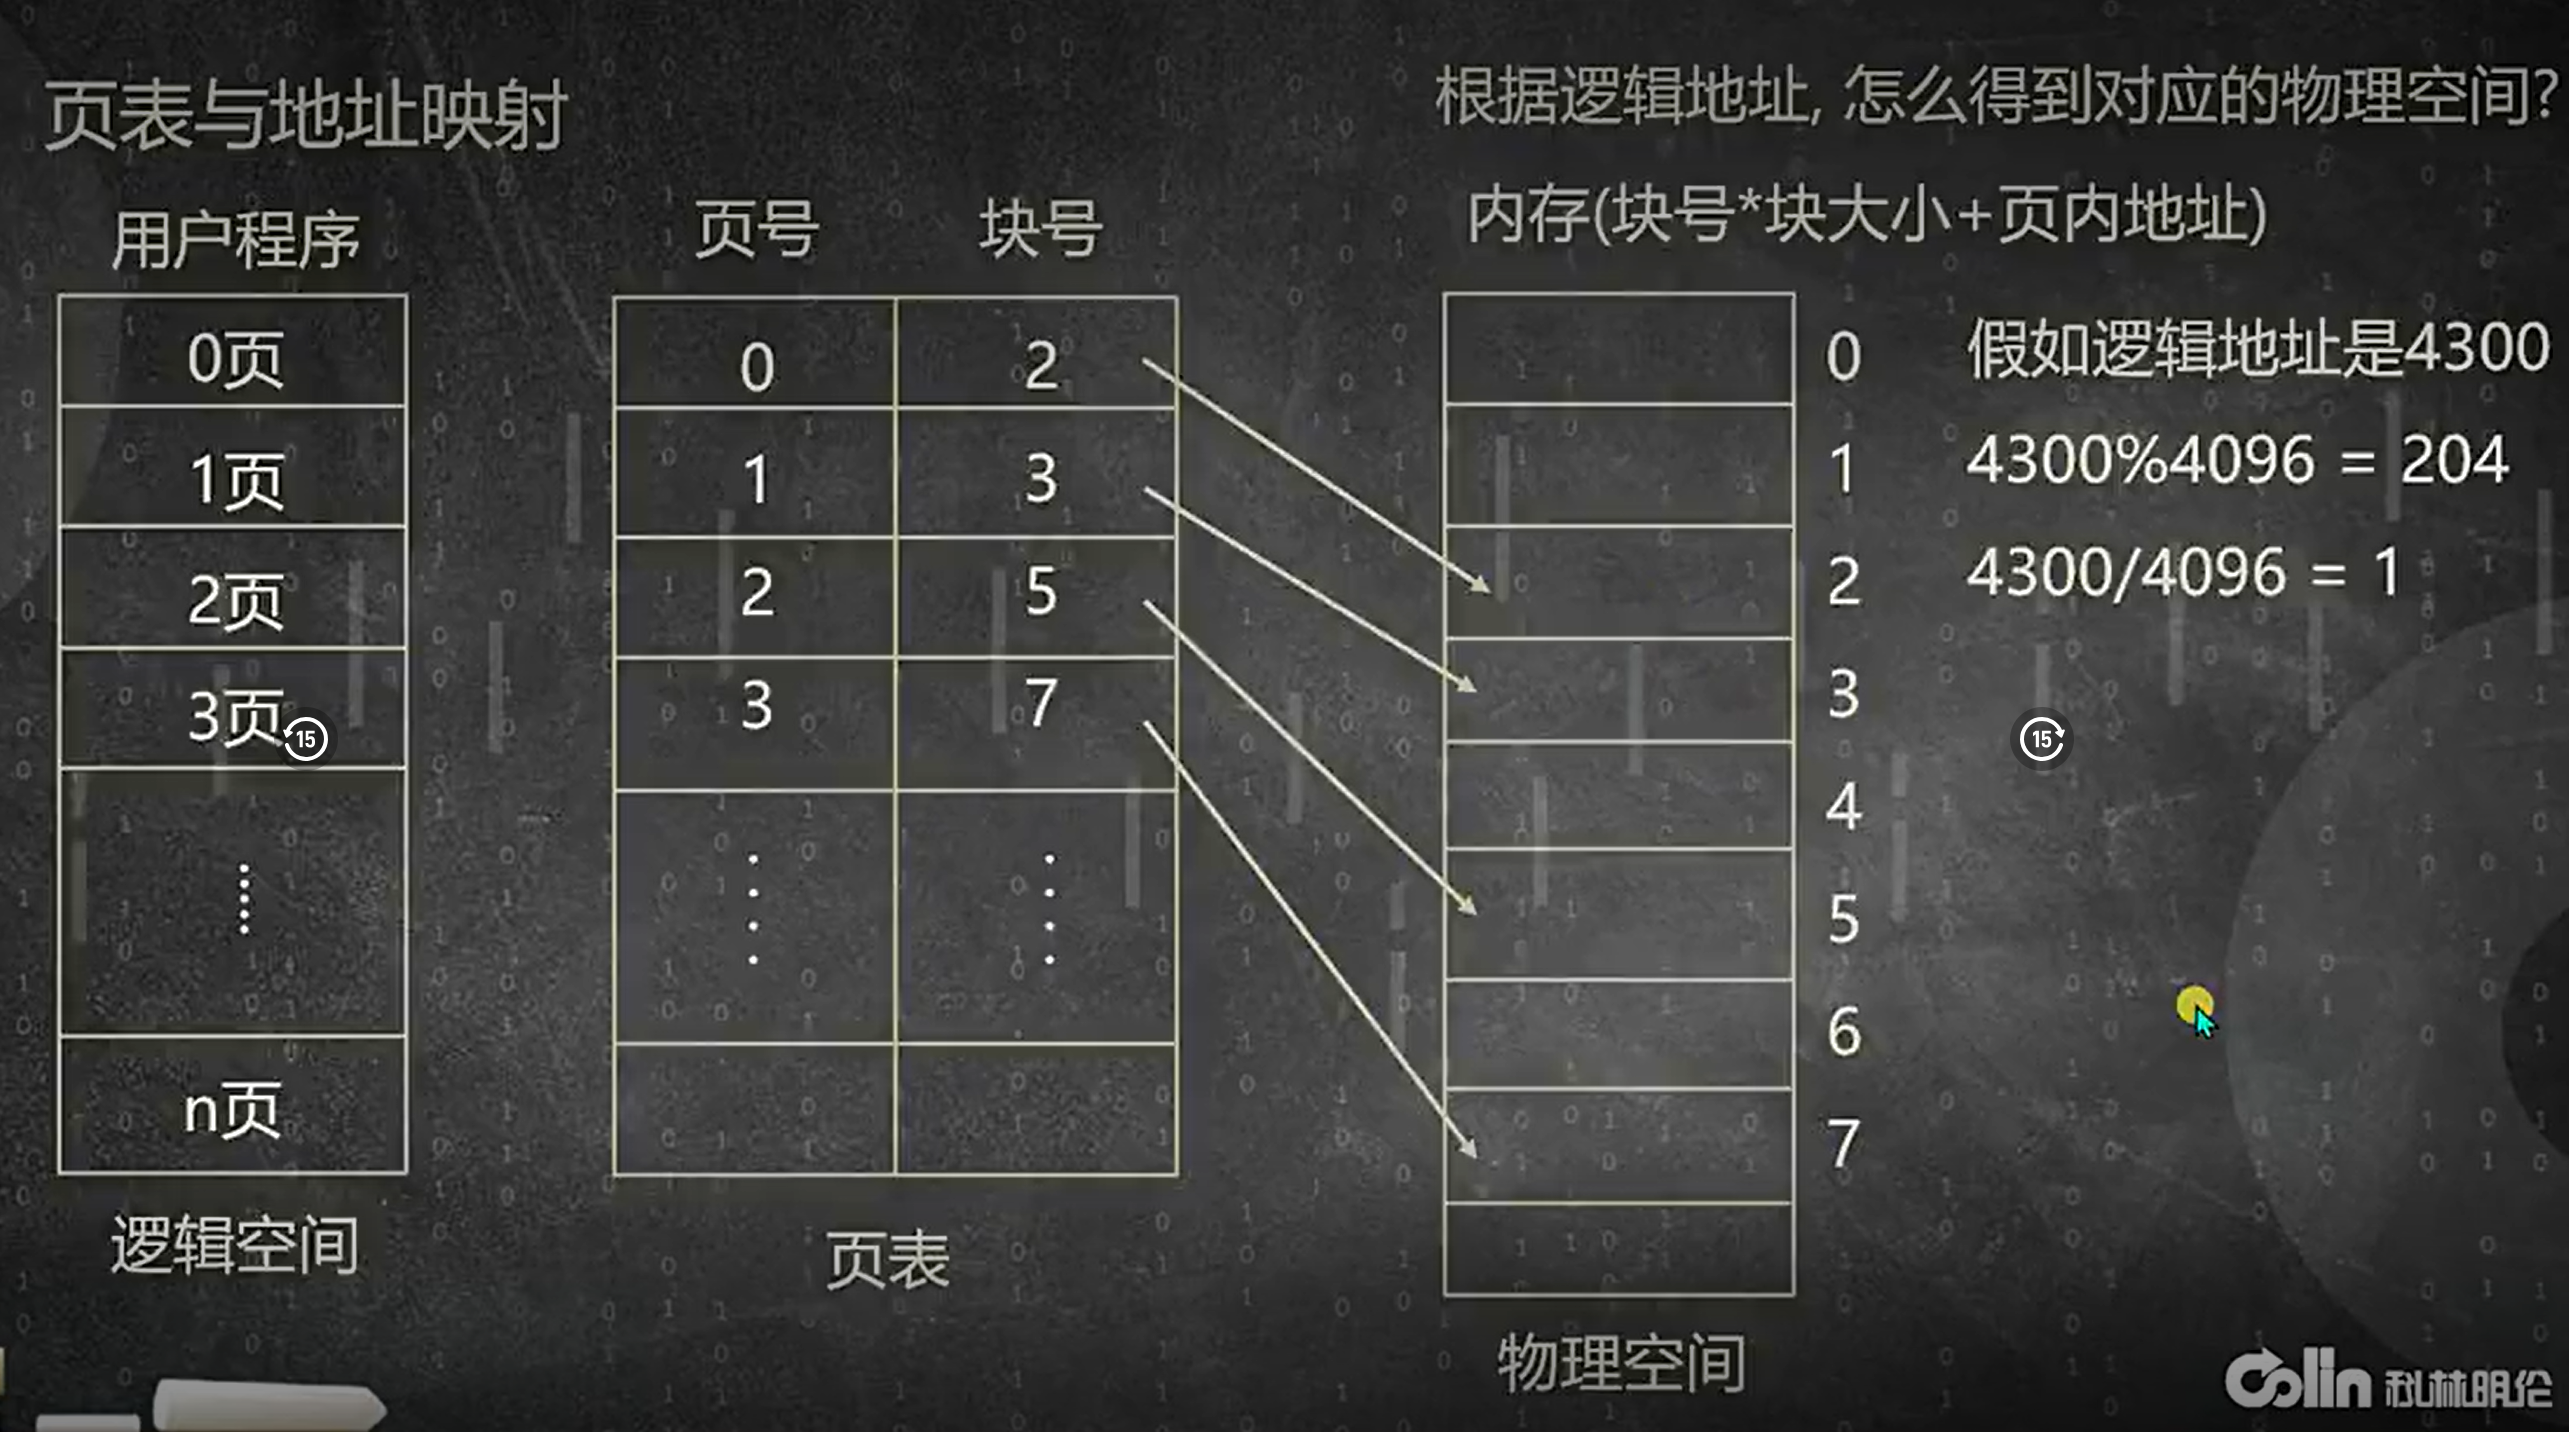 页表与地址映射
根据逻辑地址, 怎么得到对应的物理空间?
用户程序
页号
块号
内存(块号*块大小+页内地址)
0页
1页
2页
3页
n页
逻辑空间
0
2
1
3
2
5
3
7
页表
0
1
2
3
4
5
6
7
物理空间
假如逻辑地址是4300
4300%4096 = 204
4300/4096 = 1
15
15
Colin 科林明伦